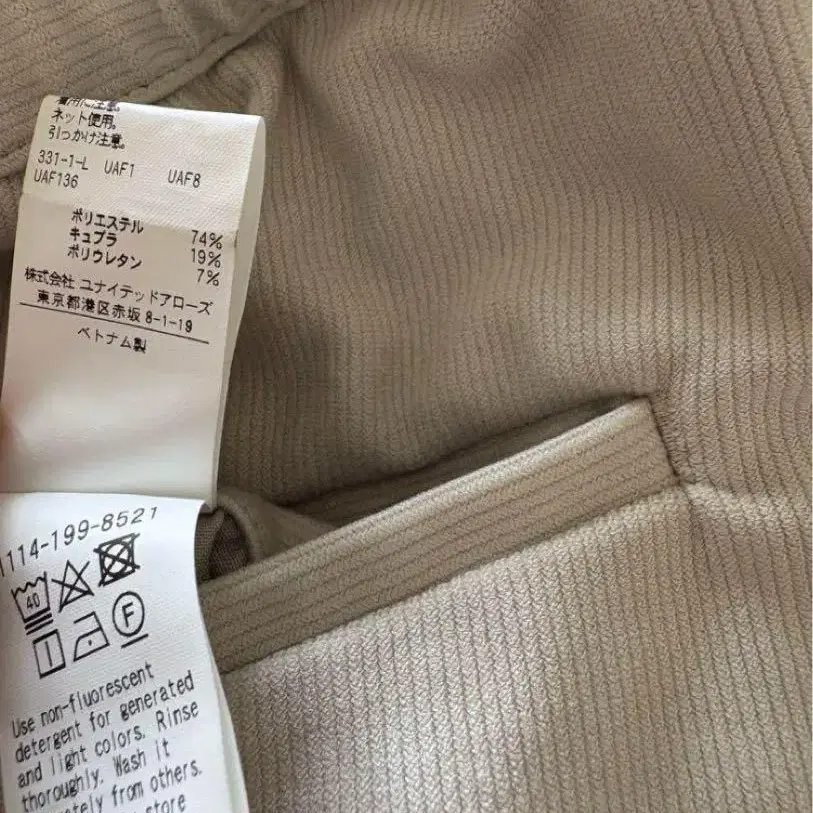 着用に注意。
ネット使用。
引っかけ注意。
331-1-L UAF1 UAF8
UAF136
ポリエステル 74%
キュプラ 19%
ポリウレタン 7%
株式会社 ユナイテッドアローズ
東京都港区赤坂 8-1-19
ベトナム製
1114-199-8521
40
F
Use non-fluorescent
detergent for generated
and light colors. Rinse
thoroughly. Wash it
from others.
store